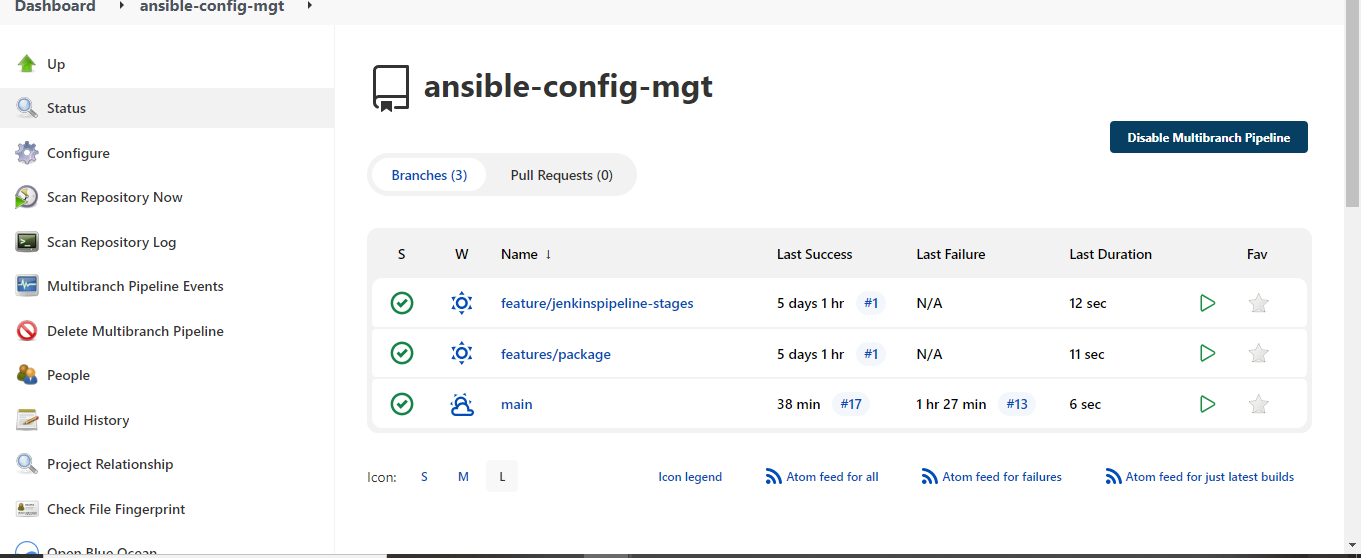 Dashboard ansible-config-mgt
Up
Status
Configure
Scan Repository Now
Scan Repository Log
Multibranch Pipeline Events
Delete Multibranch Pipeline
People
Build History
Project Relationship
Check File Fingerprint
Open Blue Ocean
ansible-config-mgt
Disable Multibranch Pipeline
Branches (3) Pull Requests (0)
S W Name ↓ Last Success Last Failure Last Duration Fav
feature/jenkinspipeline-stages 5 days 1 hr #1 N/A 12 sec
features/package 5 days 1 hr #1 N/A 11 sec
main 38 min #17 1 hr 27 min #13 6 sec
Icon: S M L Icon legend Atom feed for all Atom feed for failures Atom feed for just latest builds